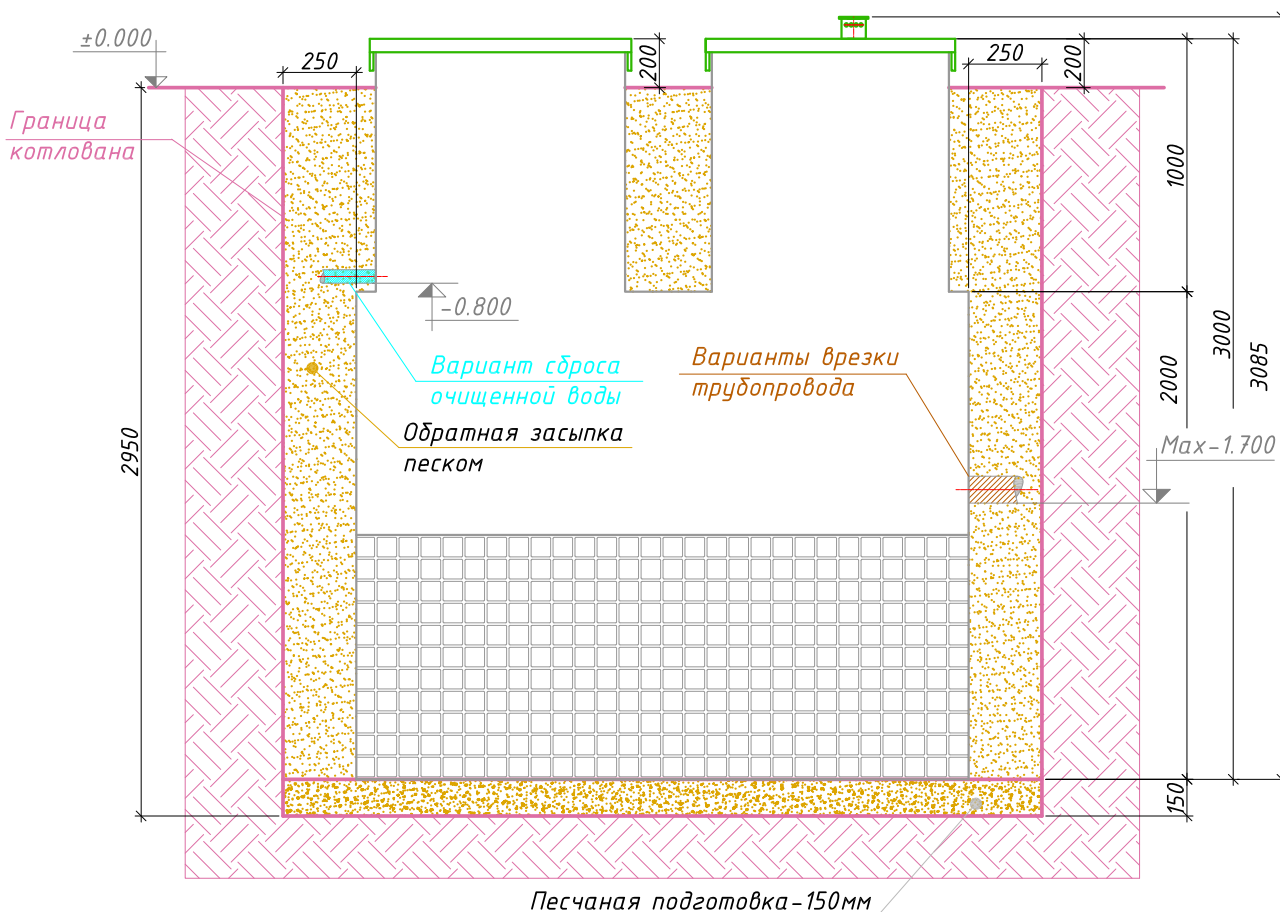 ±0.000
250
200
250
200
Граница
котлована
1000
-0.800
Вариант сброса
очищенной воды
Варианты врезки
трубопровода
2000
3000
3085
Обратная засыпка
песком
2950
Max-1.700
150
Песчаная подготовка-150мм